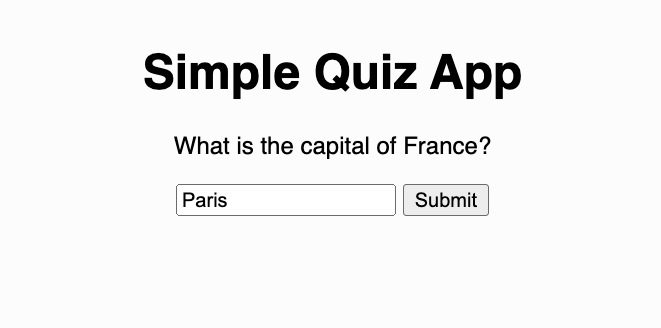 Simple Quiz App
What is the capital of France?
Paris Submit